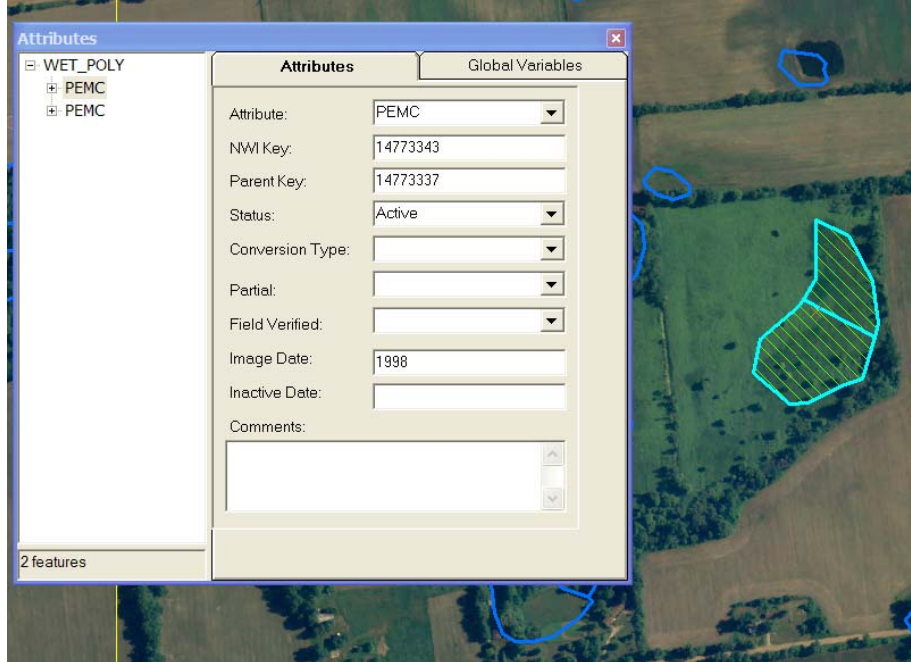 Attributes
WET_POLY
PEMC
PEMC
2 features
Attributes
Global Variables
Attribute: PEMC
NWI Key: 14773343
Parent Key: 14773337
Status: Active
Conversion Type:
Partial:
Field Verified:
Image Date: 1998
Inactive Date:
Comments: